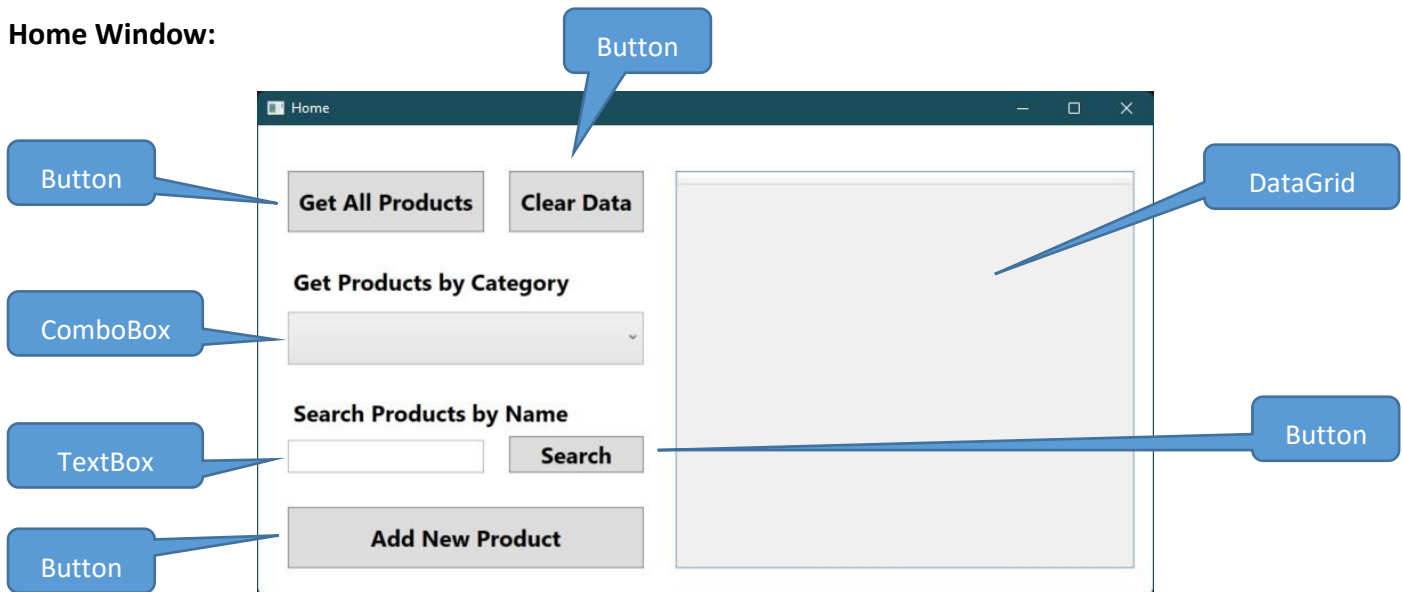 Home Window:
Button
Home
Button
Get All Products
Clear Data
DataGrid
Get Products by Category
ComboBox
Search Products by Name
Button
TextBox
Search
Add New Product
Button